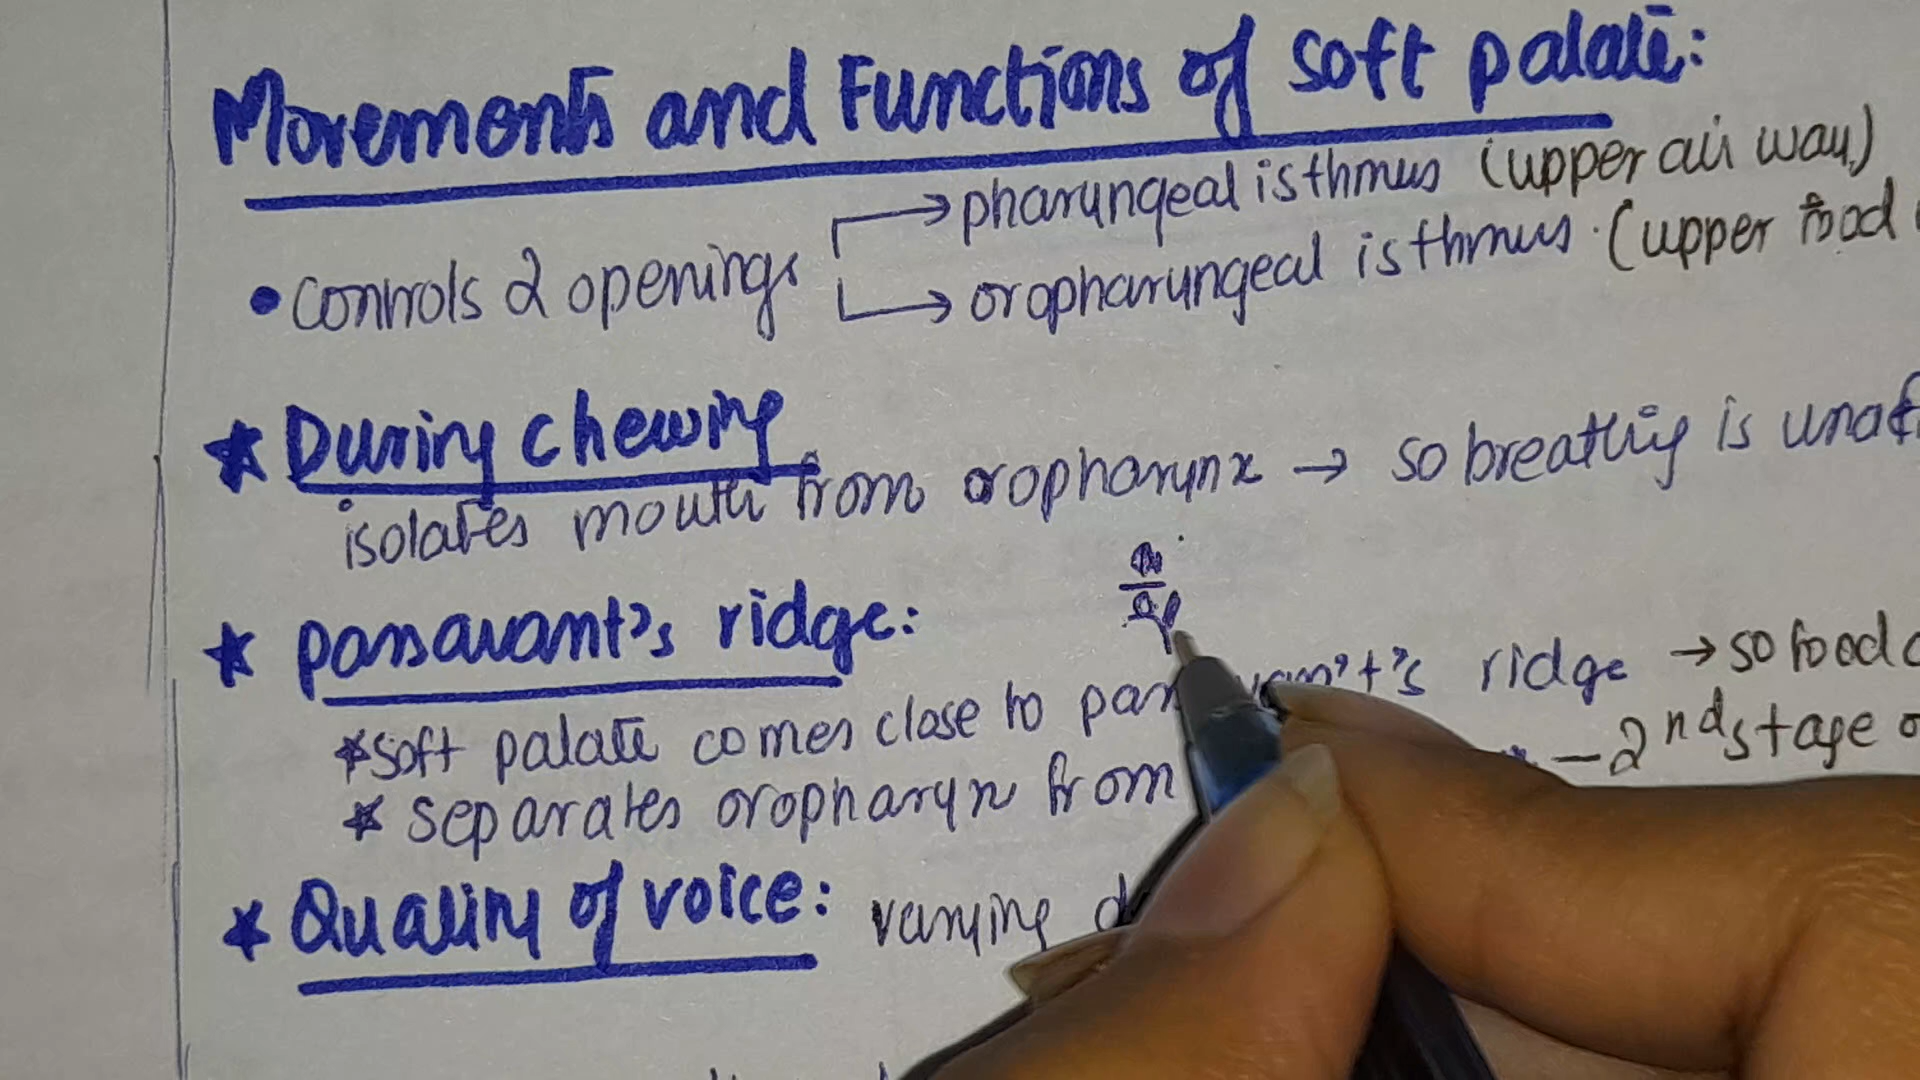 Movements and Functions of soft palate:
• controls 2 openings → pharyngeal isthmus (upper air way)
→ oropharyngeal isthmus. (upper food
* During chewing
isolates mouth from oropharynx → so breathing is unaf
* passavant's ridge:
*soft palate comes close to ridge → so food
* separates oropharynx from - 2nd stage
* Quality of voice: varying